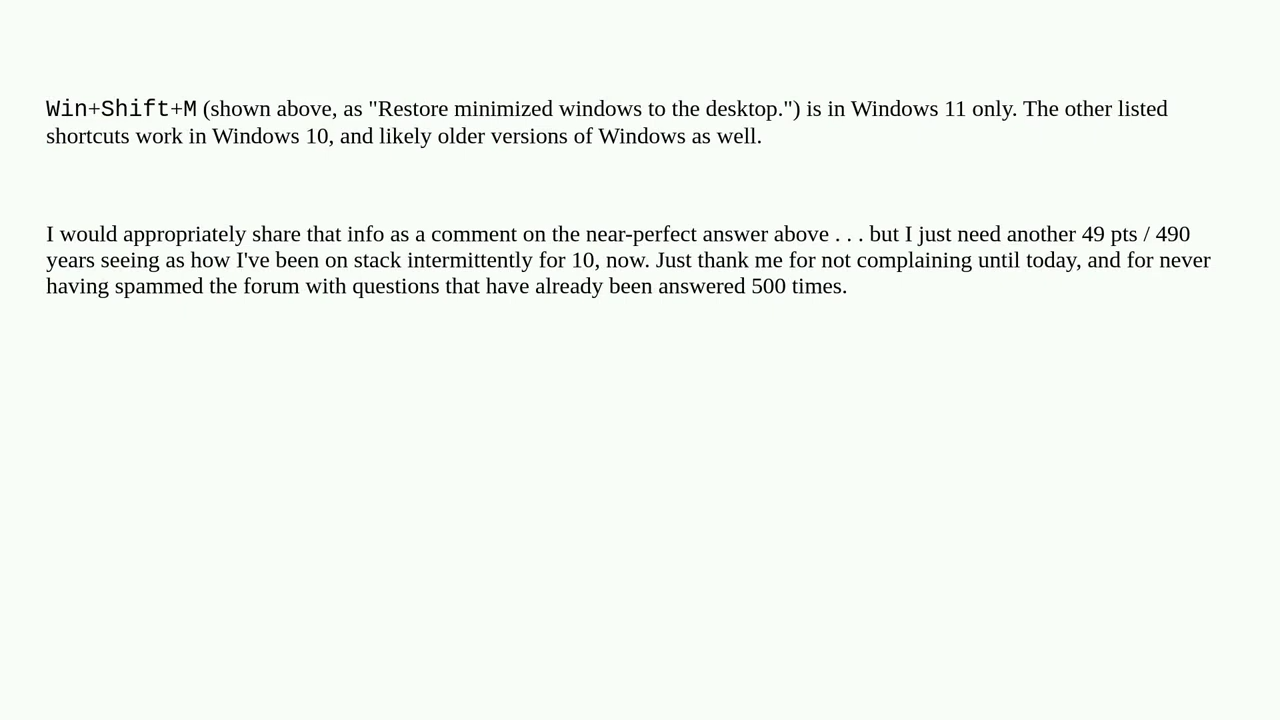 Win+Shift+M (shown above, as "Restore minimized windows to the desktop.") is in Windows 11 only. The other listed
shortcuts work in Windows 10, and likely older versions of Windows as well.
I would appropriately share that info as a comment on the near-perfect answer above . . . but I just need another 49 pts / 490
years seeing as how I've been on stack intermittently for 10, now. Just thank me for not complaining until today, and for never
having spammed the forum with questions that have already been answered 500 times.